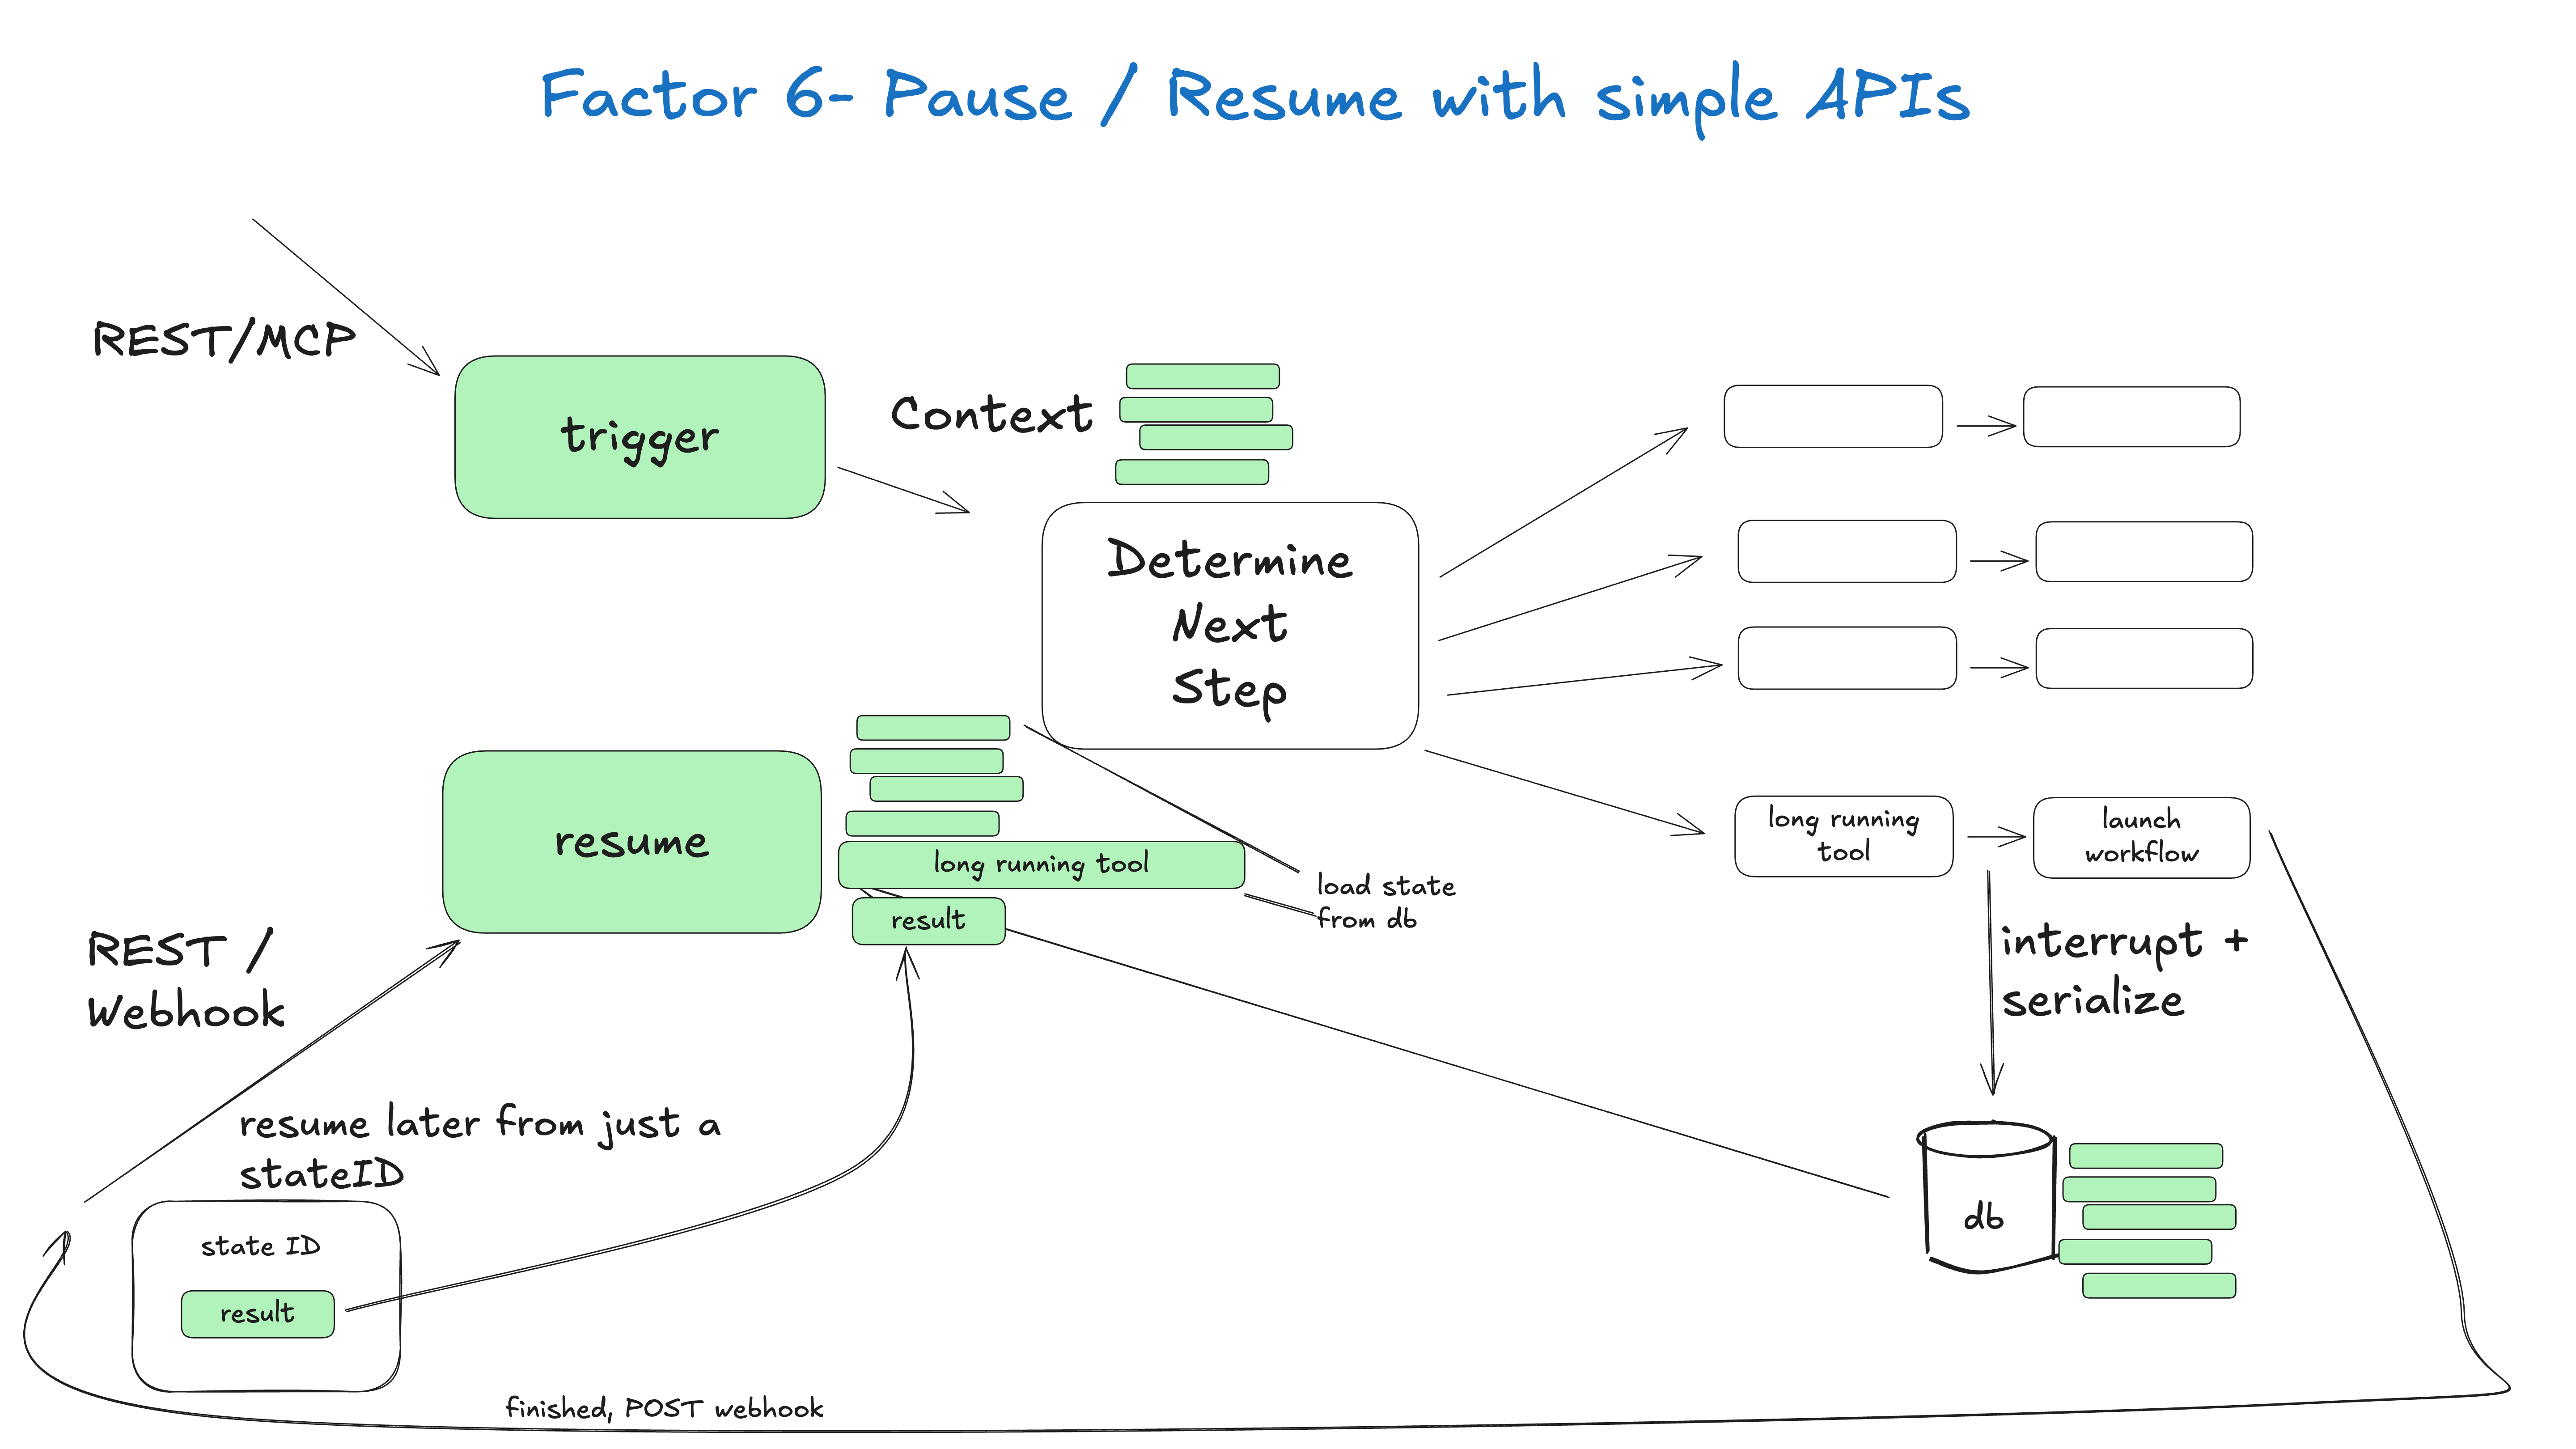 Factor 6- Pause / Resume with simple APIs
REST/MCP
trigger
Context
Determine
Next
Step
resume
long running tool
result
load state
from db
long running
tool
launch
workflow
interrupt +
serialize
db
REST /
Webhook
resume later from just a
stateID
state ID
result
finished, POST webhook